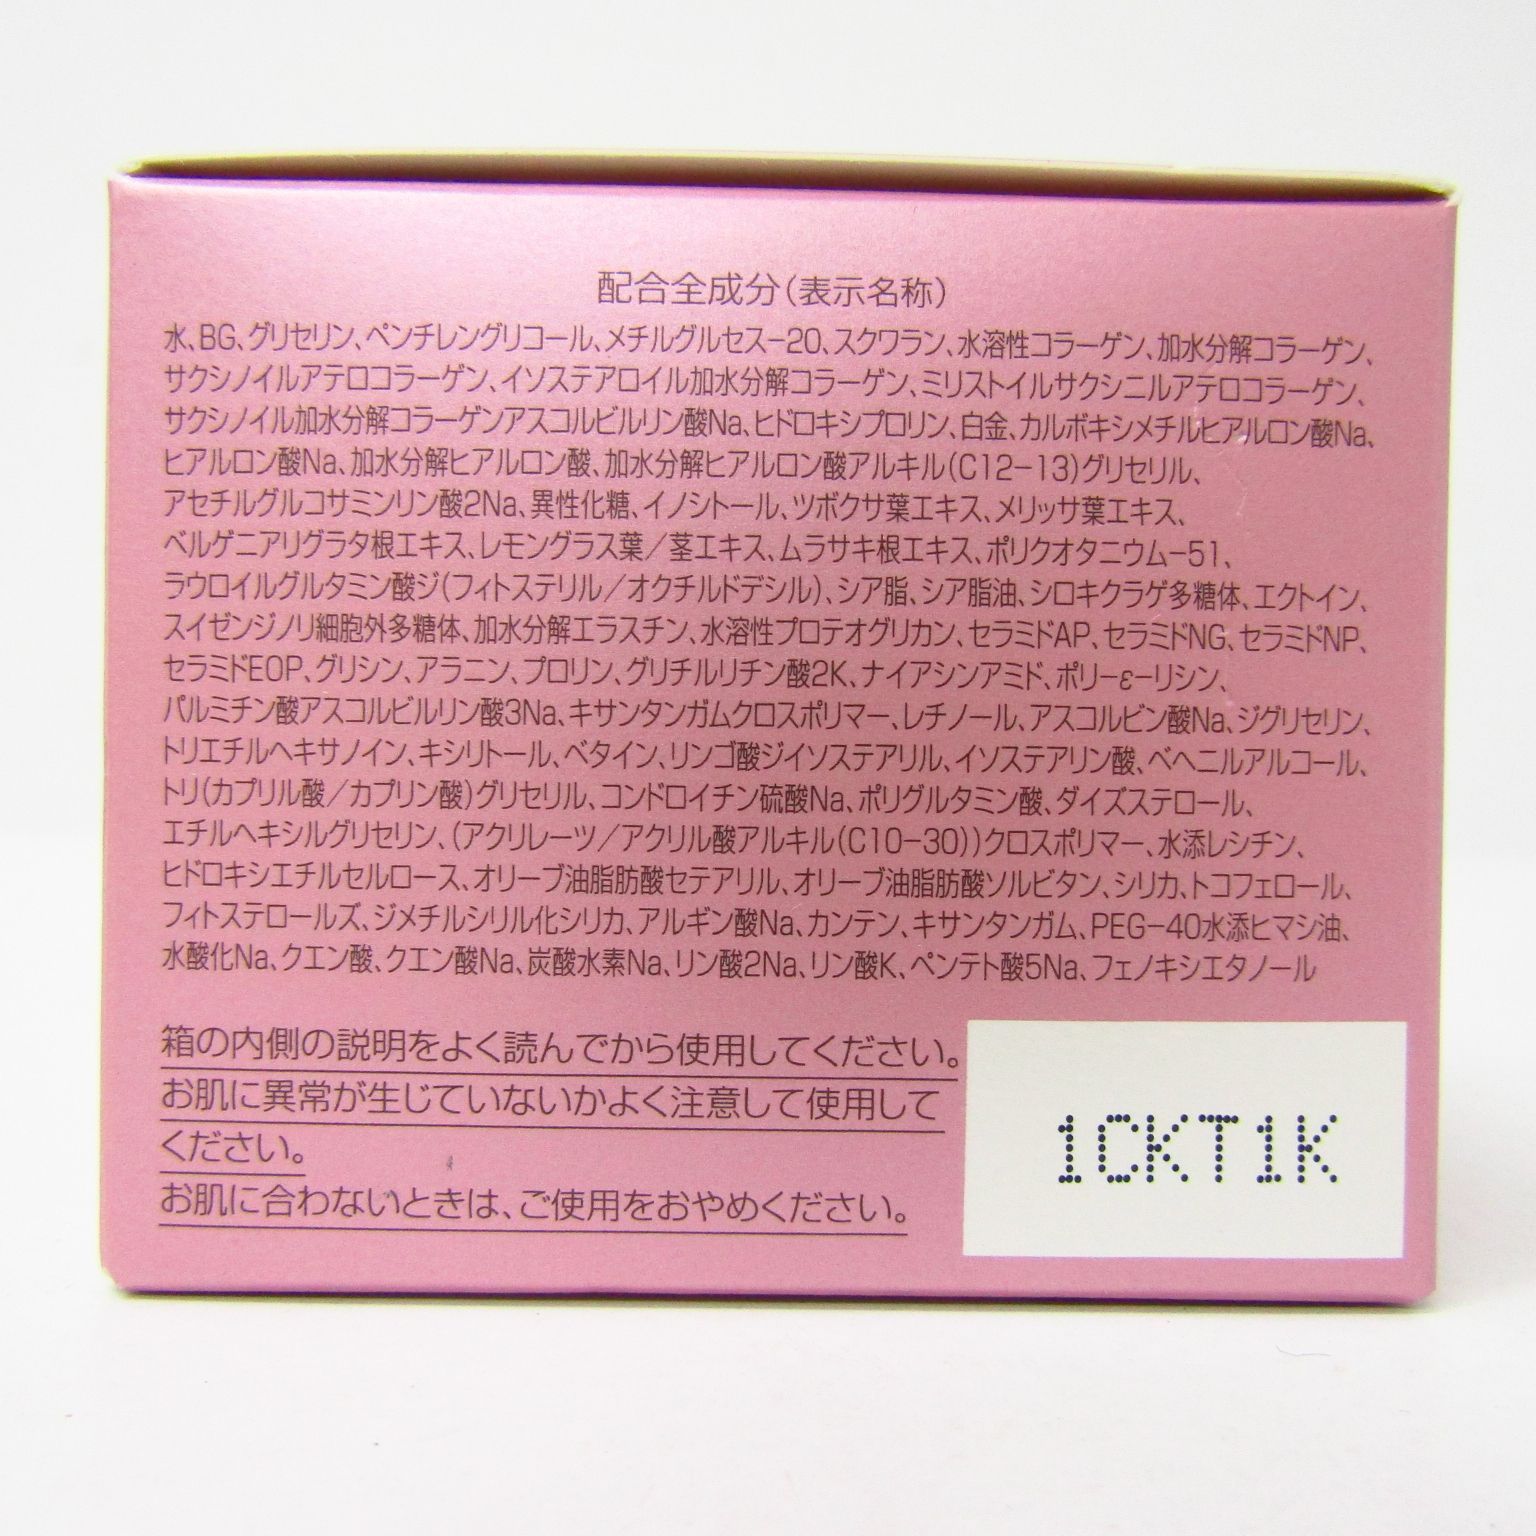 配合全成分(表示名称)
水、BG、グリセリン、ペンチレングリコール、メチルグルセス−20、スクワラン、水溶性コラーゲン、加水分解コラーゲン、
サクシノイルアテロコラーゲン、イソステアロイル加水分解コラーゲン、ミリストイルサクシニルアテロコラーゲン、
サクシノイル加水分解コラーゲンアスコルビルリン酸Na、ヒドロキシプロリン、白金、カルボキシメチルヒアルロン酸Na、
ヒアルロン酸Na、加水分解ヒアルロン酸、加水分解ヒアルロン酸アルキル(C12−13)グリセリル、
アセチルグルコサミンリン酸2Na、異性化糖、イノシトール、ツボクサ葉エキス、メリッサ葉エキス、
ベルゲニアリグラタ根エキス、レモングラス葉/茎エキス、ムラサキ根エキス、ポリクオタニウム−51、
ラウロイルグルタミン酸ジ(フィトステリル/オクチルドデシル)、シア脂、シア脂油、シロキクラゲ多糖体、エクトイン、
スイゼンジノリ細胞外多糖体、加水分解エラスチン、水溶性プロテオグリカン、セラミドAP、セラミドNG、セラミドNP、
セラミドEOP、グリシン、アラニン、プロリン、グリチルリチン酸2K、ナイアシンアミド、ポリ−ε−リシン、
パルミチン酸アスコルビルリン酸3Na、キサンタンガムクロスポリマー、レチノール、アスコルビン酸Na、ジグリセリン、
トリエチルヘキサノイン、キシリトール、ベタイン、リンゴ酸ジイソステアリル、イソステアリン酸、ベヘニルアルコール、
トリ(カプリル酸/カプリン酸)グリセリル、コンドロイチン硫酸Na、ポリグルタミン酸、ダイズステロール、
エチルヘキシルグリセリン、(アクリレーツ/アクリル酸アルキル(C10−30))クロスポリマー、水添レシチン、
ヒドロキシエチルセルロース、オリーブ油脂肪酸セテアリル、オリーブ油脂肪酸ソルビタン、シリカ、トコフェロール、
フィトステロールズ、ジメチルシリル化シリカ、アルギン酸Na、カンテン、キサンタンガム、PEG−40水添ヒマシ油、
水酸化Na、クエン酸、クエン酸Na、炭酸水素Na、リン酸2Na、リン酸K、ペンテト酸5Na、フェノキシエタノール
箱の内側の説明をよく読んでから使用してください。
お肌に異常が生じていないかよく注意して使用して
ください。
お肌に合わないときは、ご使用をおやめください。
1CKT1K